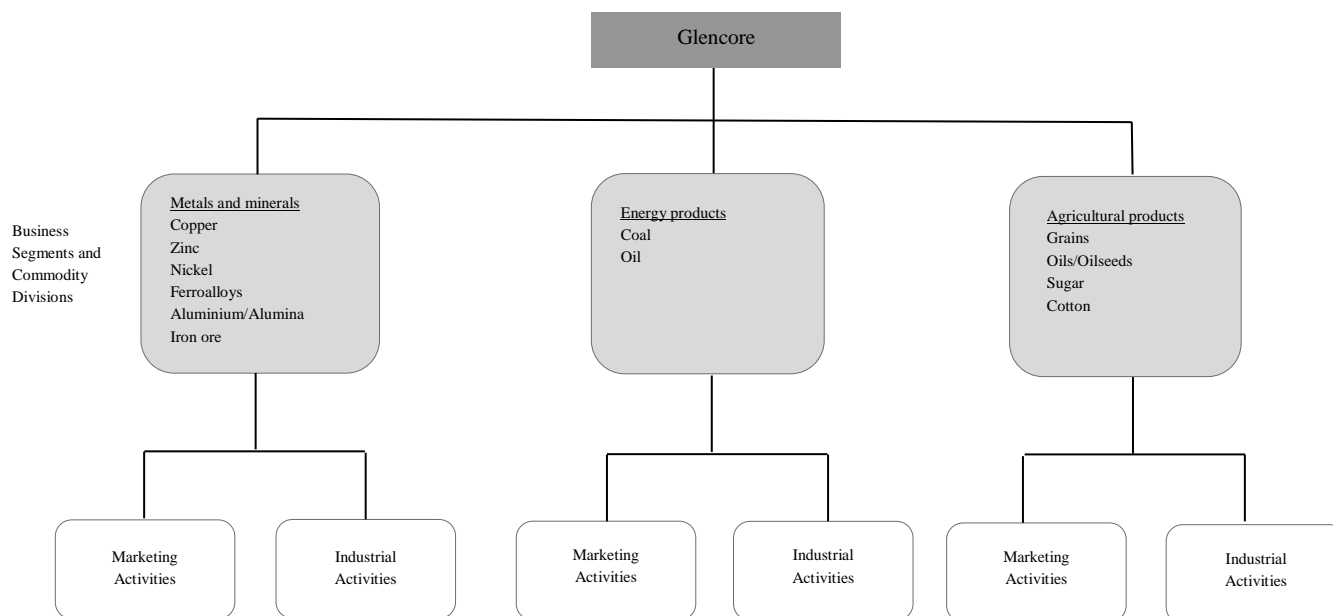 Glencore
Business
Segments and
Commodity
Divisions
Metals and minerals
Copper
Zinc
Nickel
Ferroalloys
Aluminium/Alumina
Iron ore
Energy products
Coal
Oil
Agricultural products
Grains
Oils/Oilseeds
Sugar
Cotton
Marketing
Activities
Industrial
Activities
Marketing
Activities
Industrial
Activities
Marketing
Activities
Industrial
Activities